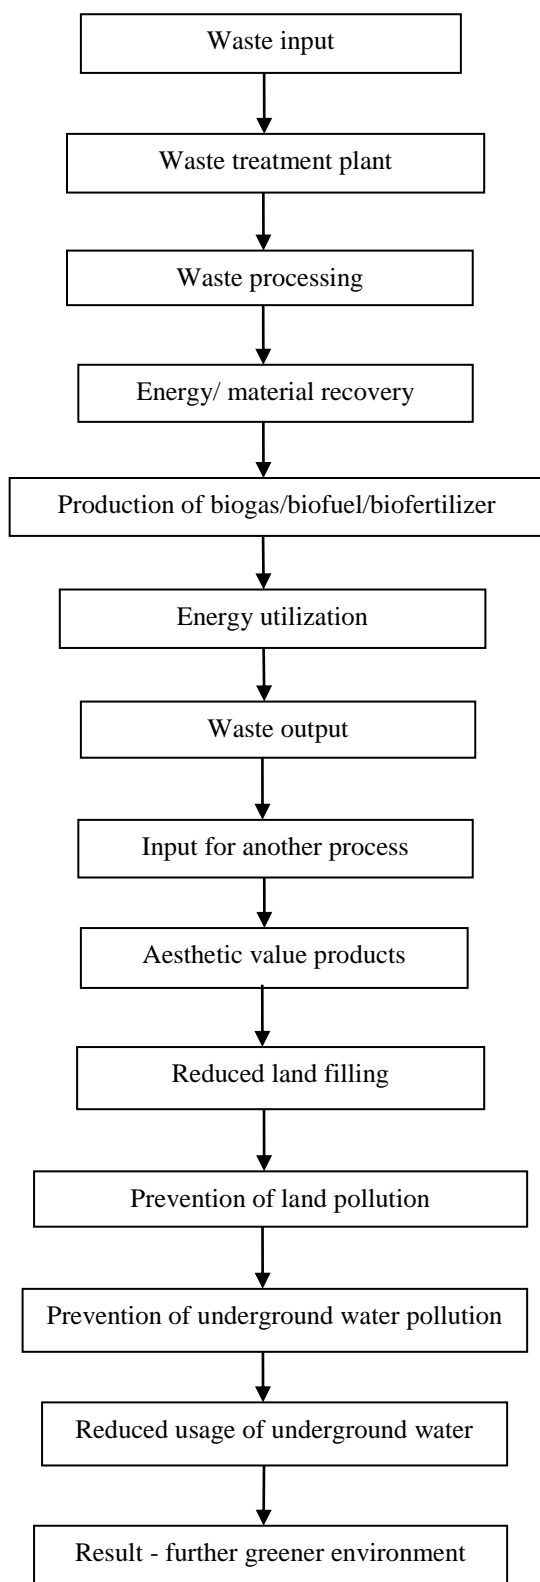 Waste input
Waste treatment plant
Waste processing
Energy/ material recovery
Production of biogas/biofuel/biofertilizer
Energy utilization
Waste output
Input for another process
Aesthetic value products
Reduced land filling
Prevention of land pollution
Prevention of underground water pollution
Reduced usage of underground water
Result - further greener environment